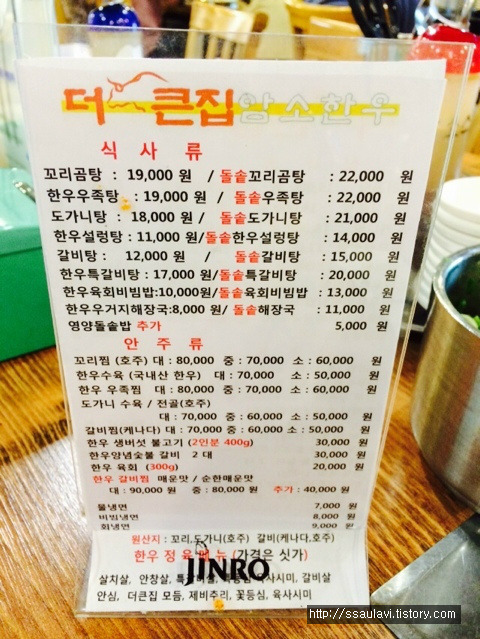 더 큰집 암소한우
식 사 류
꼬리곰탕 : 19,000 원 / 돌솥꼬리곰탕 : 22,000 원
한우우족탕 : 19,000 원 / 돌솥우족탕 : 22,000 원
도가니탕 : 18,000 원 / 돌솥도가니탕 : 21,000 원
한우설렁탕 : 11,000 원/돌솥한우설렁탕 : 14,000 원
갈비탕 : 12,000 원 / 돌솥갈비탕 : 15,000 원
한우특갈비탕 : 17,000 원/돌솥특갈비탕 : 20,000 원
한우육회비빔밥:10,000원/돌솥육회비빔밥 : 13,000 원
한우우거지해장국:8,000 원/ 돌솥해장국 : 11,000 원
영양돌솥밥 추가 5,000 원
안 주 류
꼬리찜 (호주) 대 : 80,000 중 : 70,000 소 : 60,000 원
한우수육 (국내산 한우) 대 : 70,000 소 : 50,000 원
한우 우족찜 대 : 80,000 중 : 70,000 소 : 60,000 원
도가니 수육 / 전골(호주)
대 : 70,000 중 : 60,000 소 : 50,000 원
갈비찜(케나다) 대 : 70,000 중 : 60,000 소 : 50,000 원
한우 생버섯 불고기 (2인분 400g) 30,000 원
한우양념숯불 갈비 2 대 30,000 원
한우 육회 (300g) 20,000 원
한우 갈비찜 매운맛 / 순한매운맛
대 : 90,000 원 중 : 80,000 원 추가 : 40,000 원
물냉면 7,000 원
비빔냉면 8,000 원
회냉면 9,000 원
원산지 : 꼬리,도가니(호주) 갈비(케나다,호주)
한우 정 육 메 뉴 (가격은 싯가)
JINRO
살치살, 안창살, 육사시미, 갈비살
안심, 더큰집 모듬, 제비추리, 꽃등심, 육사시미
http://ssaulavi.tistory.com